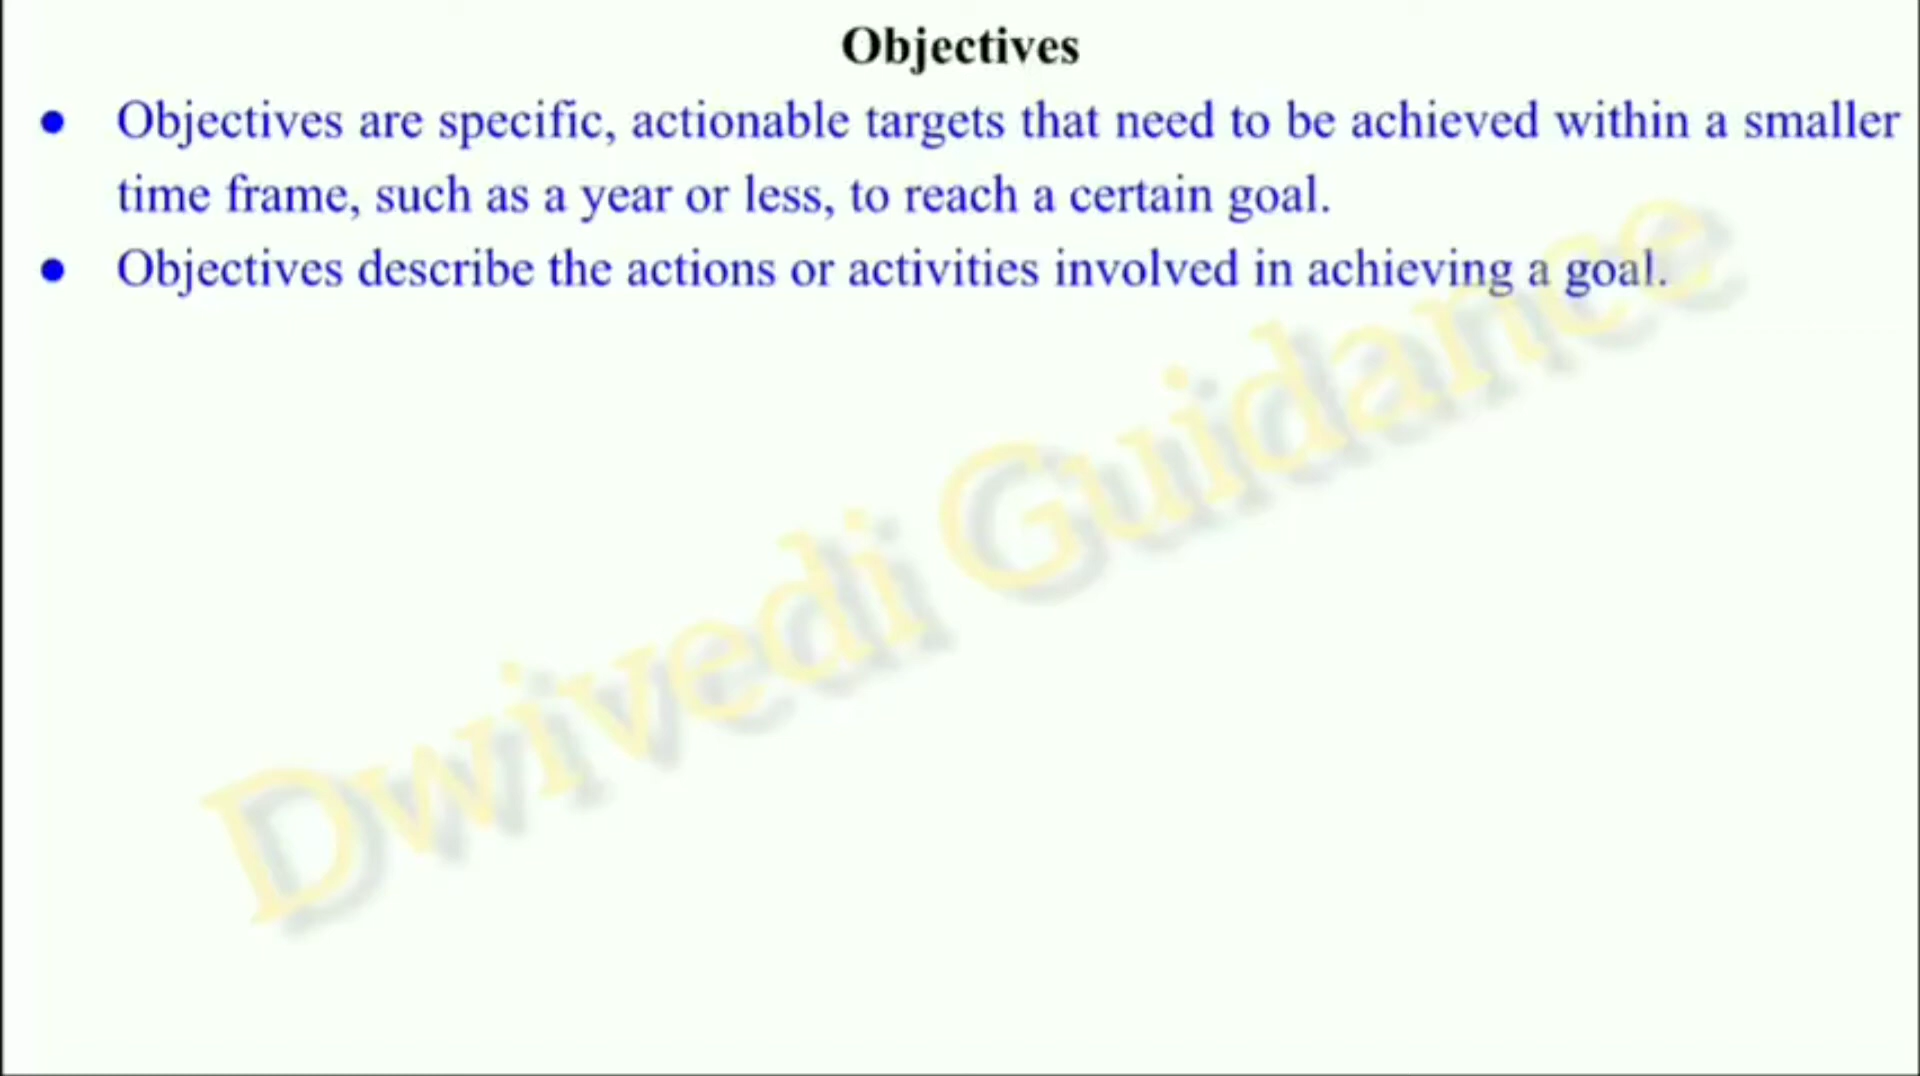 Objectives
● Objectives are specific, actionable targets that need to be achieved within a smaller
time frame, such as a year or less, to reach a certain goal.
● Objectives describe the actions or activities involved in achieving a goal.
Dwivedi Guidance